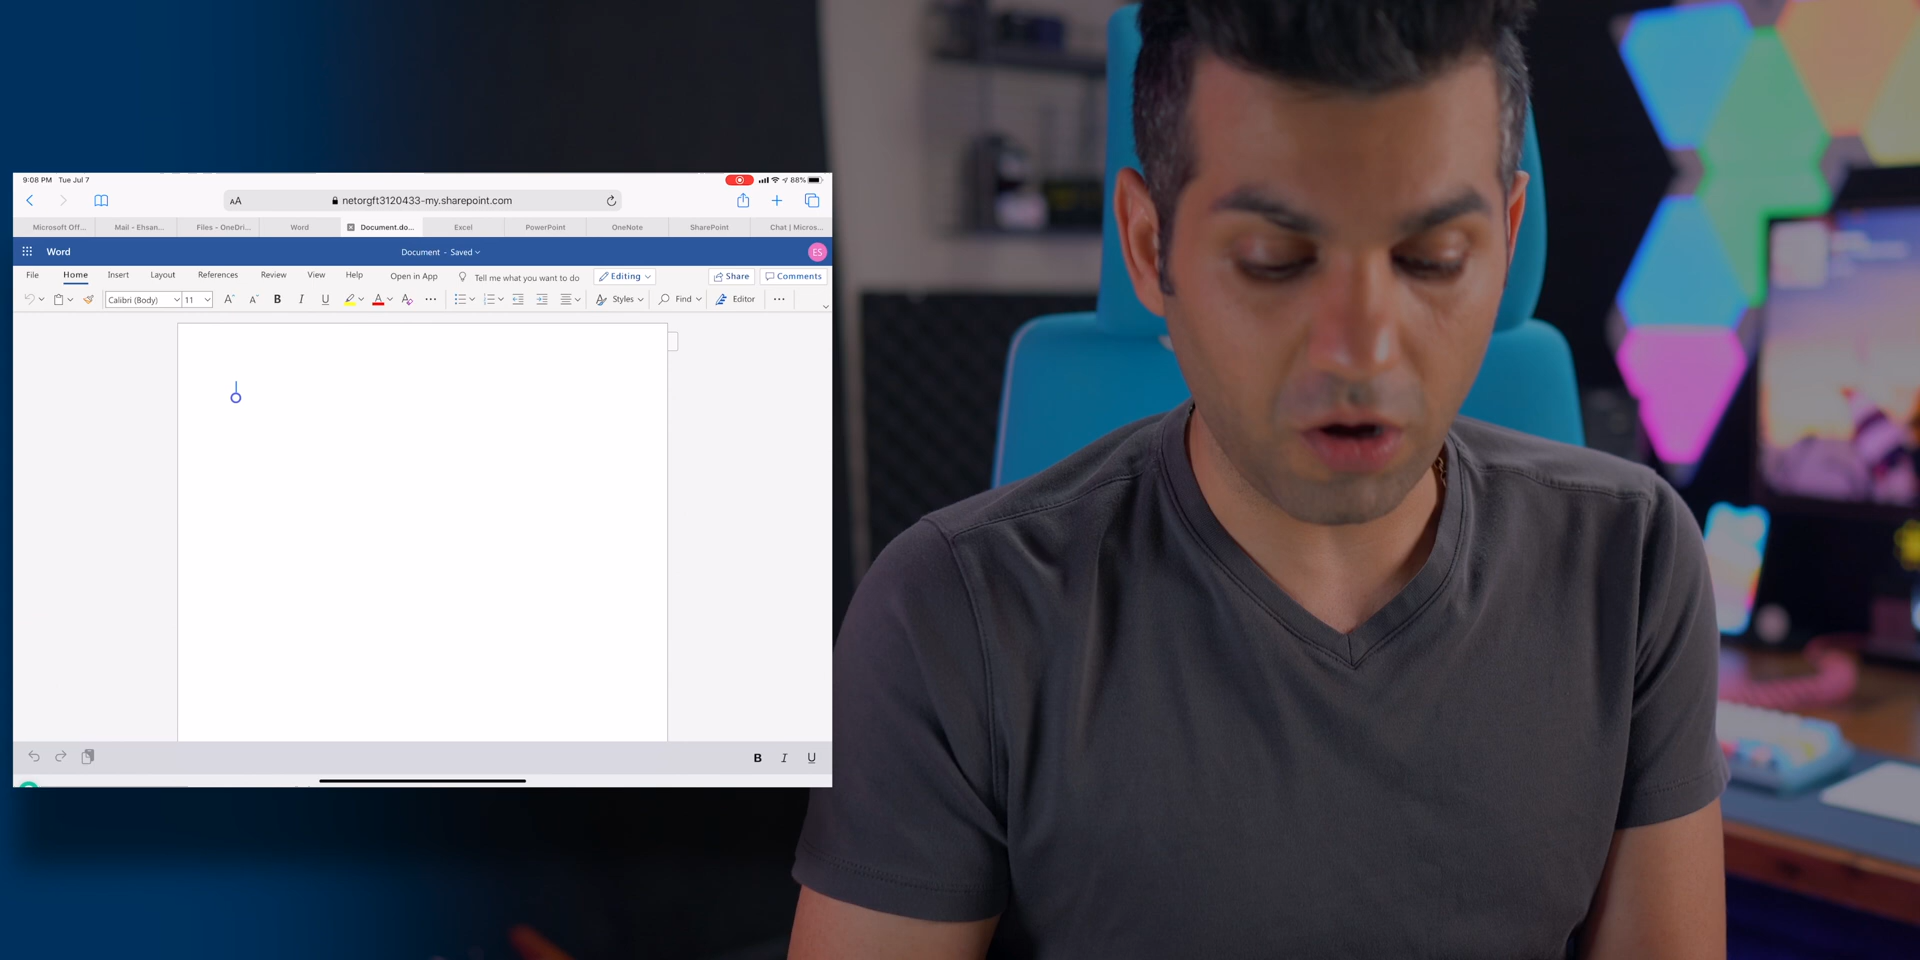 9:08 PM Tue Jul 7 88%
AA netorgft3120433-my.sharepoint.com
Microsoft Off... Mail - Ehsan... Files - OneDri... Word Document.do... Excel PowerPoint OneNote SharePoint Chat | Micros...
Word Document - Saved ES
File Home Insert Layout References Review View Help Open in App Tell me what you want to do Editing Share Comments
Calibri (Body) 11 A A B I U A A Styles Find Editor
B I U